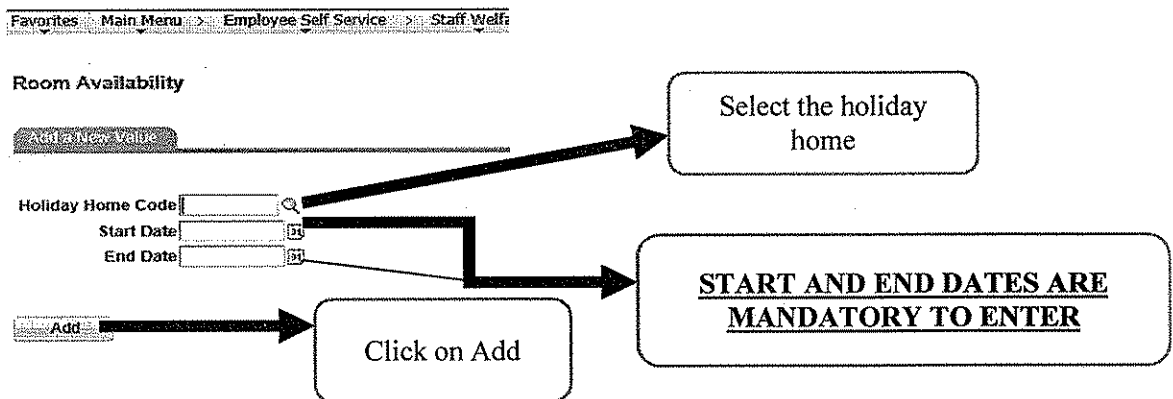 Favorites Main Menu > Employee Self Service > Staff Welfa
Room Availability
Add a New Value
Select the holiday
home
Holiday Home Code
Start Date
End Date
START AND END DATES ARE
MANDATORY TO ENTER
Add
Click on Add